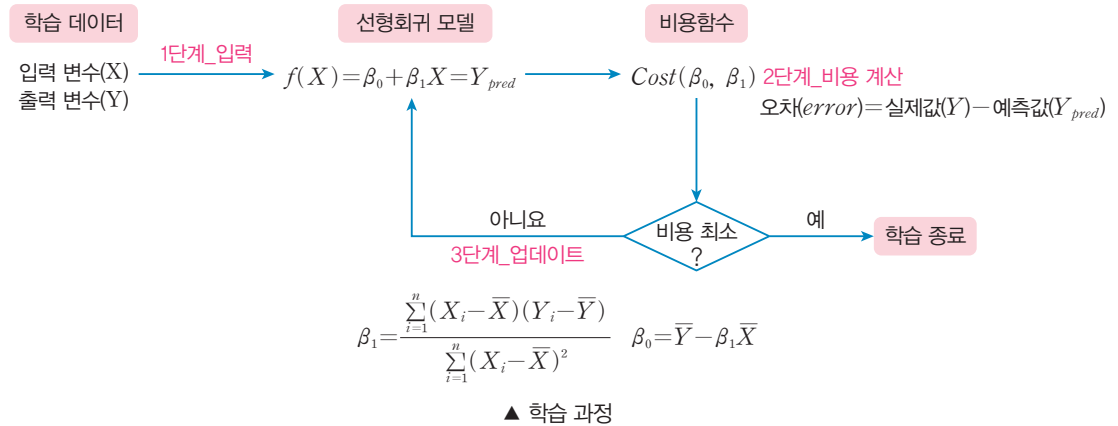 학습 데이터
선형회귀 모델
비용함수
1단계_입력
입력 변수(X)
출력 변수(Y)
f(X)=β₀+β₁X=Y_pred
Cost(β₀, β₁)
2단계_비용 계산
오차(error)=실제값(Y)-예측값(Y_pred)
아니요
3단계_업데이트
비용 최소
?
예
학습 종료
β₁=∑ᵢ₌₁ⁿ(Xᵢ-X̅)(Yᵢ-Y̅)/∑ᵢ₌₁ⁿ(Xᵢ-X̅)² β₀=Y̅-β₁X̅
▲ 학습 과정